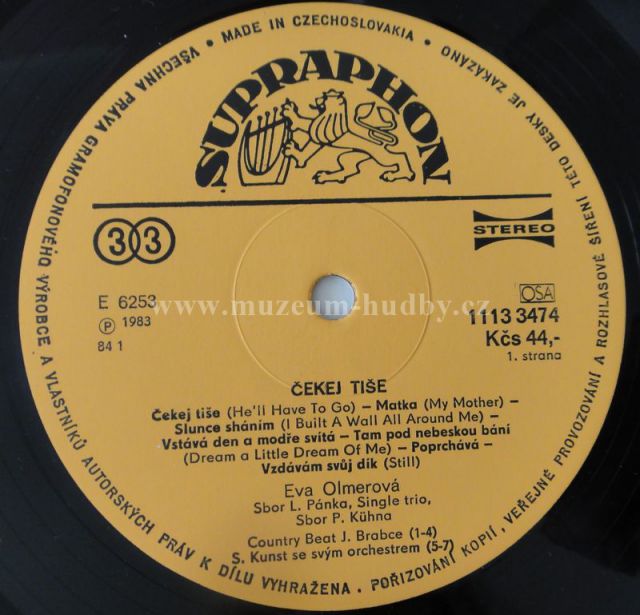 VŠECHNA PRÁVA GRAMOFONOVÉHO VÝROBCE A VLASTNÍKŮ AUTORSKÝCH PRÁV K DÍLU VYHRAŽENA • POŘIZOVÁNÍ KOPIÍ, VEŘEJNÉ PROVOZOVÁNÍ A ROZHLASOVÉ ŠÍŘENÍ TÉTO DESKY JE ZAKÁZÁNO • MADE IN CZECHOSLOVAKIA •
SUPRAPHON
33
STEREO
E 6253
OSA
℗ 1983
1113 3474
84 1
Kčs 44,-
1. strana
www.muzeum-hudby.cz
ČEKEJ TIŠE
Čekej tiše (He'll Have To Go) – Matka (My Mother) –
Slunce sháním (I Built A Wall All Around Me) –
Vstává den a modře svítá – Tam pod nebeskou bání
(Dream a Little Dream Of Me) – Poprchává –
Vzdávám svůj dík (Still)
Eva Olmerová
Sbor L. Pánka, Single trio,
Sbor P. Kühna
Country Beat J. Brabce (1-4)
S. Kunst se svým orchestrem (5-7)